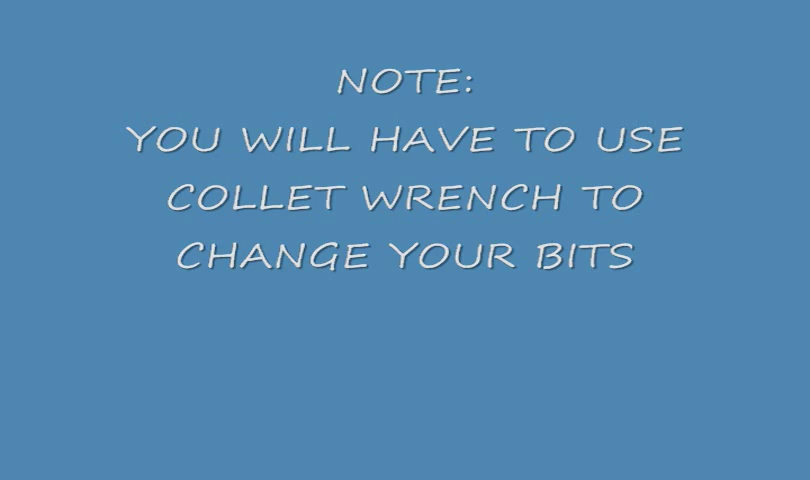 NOTE:
YOU WILL HAVE TO USE
COLLET WRENCH TO
CHANGE YOUR BITS